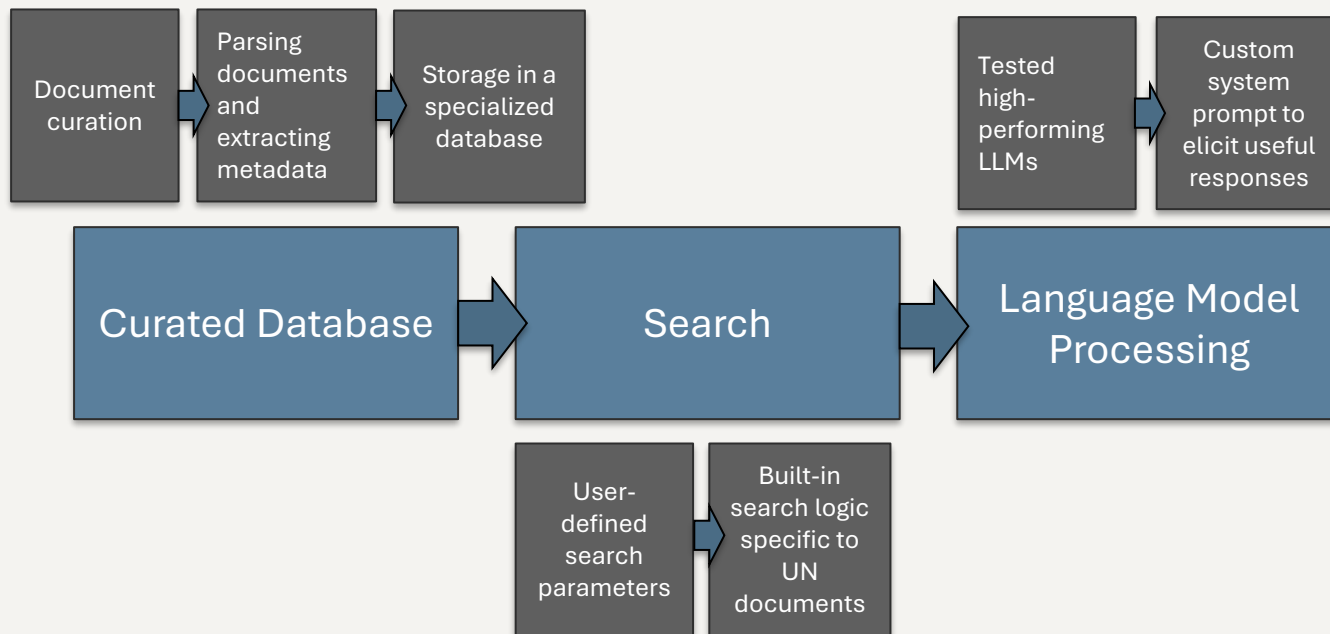 Document
curation
Parsing
documents
and
extracting
metadata
Storage in a
specialized
database
Tested
high-
performing
LLMs
Custom
system
prompt to
elicit useful
responses
Curated Database
Search
Language Model
Processing
User-
defined
search
parameters
Built-in
search logic
specific to
UN
documents